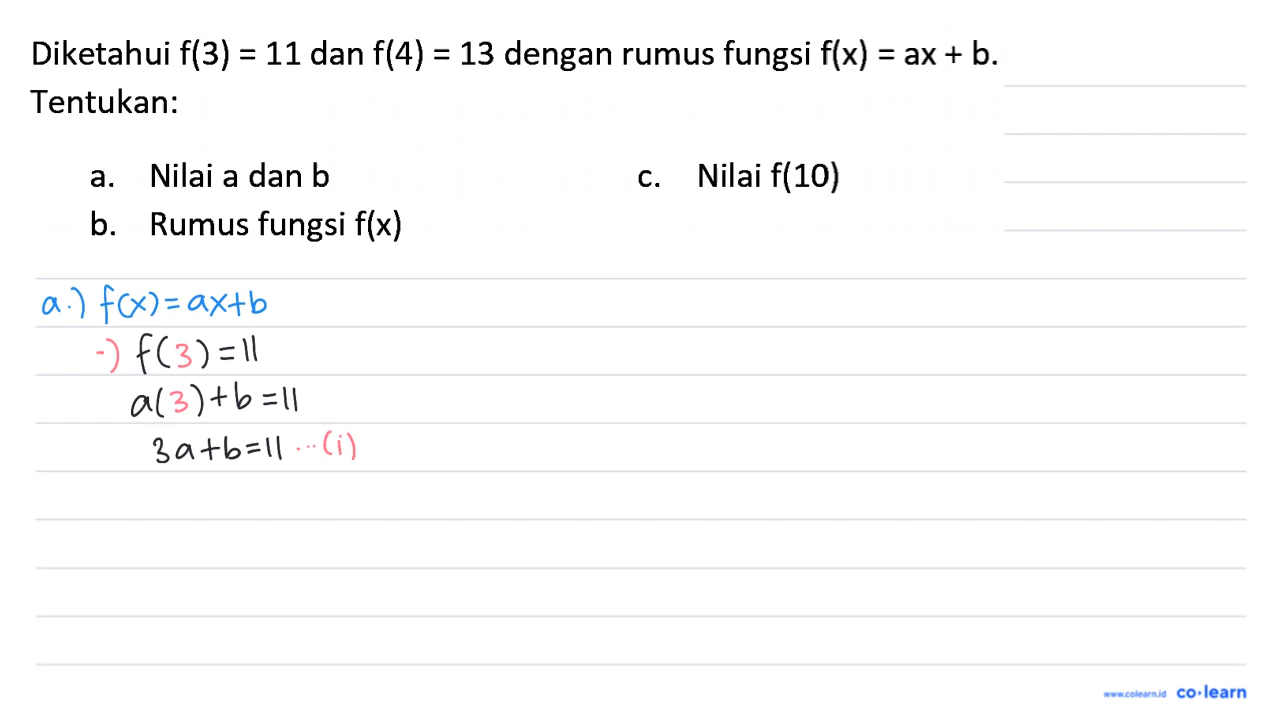 Diketahui f(3) = 11 dan f(4) = 13 dengan rumus fungsi f(x) = ax + b.
Tentukan:
a. Nilai a dan b
c. Nilai f(10)
b. Rumus fungsi f(x)
a.) f(x)=ax+b
-) f(3)=11
a(3)+b=11
3a+b=11 ...(i)
www.colearn.id co·learn